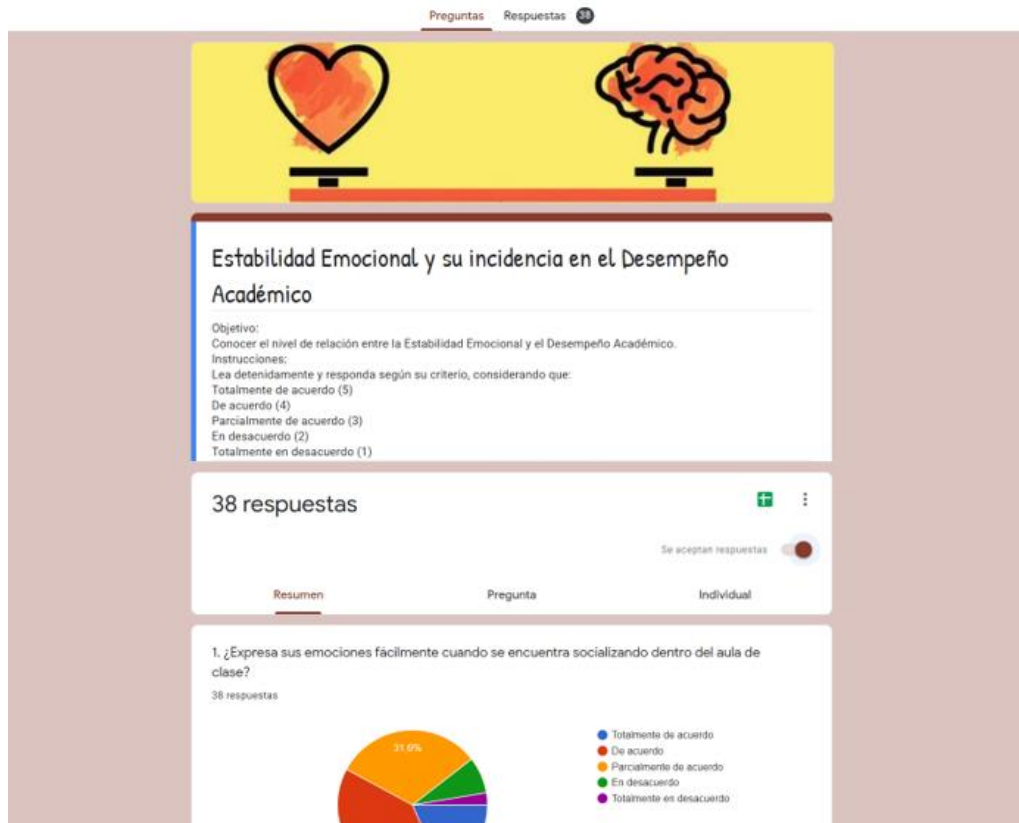 Preguntas Respuestas 38
Estabilidad Emocional y su incidencia en el Desempeño
Académico
Objetivo:
Conocer el nivel de relación entre la Estabilidad Emocional y el Desempeño Académico.
Instrucciones:
Lea detenidamente y responda según su criterio, considerando que:
Totalmente de acuerdo (5)
De acuerdo (4)
Parcialmente de acuerdo (3)
En desacuerdo (2)
Totalmente en desacuerdo (1)
38 respuestas
Se aceptan respuestas
Resumen Pregunta Individual
1. ¿Expresa sus emociones fácilmente cuando se encuentra socializando dentro del aula de
clase?
38 respuestas
31.6%
Totalmente de acuerdo
De acuerdo
Parcialmente de acuerdo
En desacuerdo
Totalmente en desacuerdo